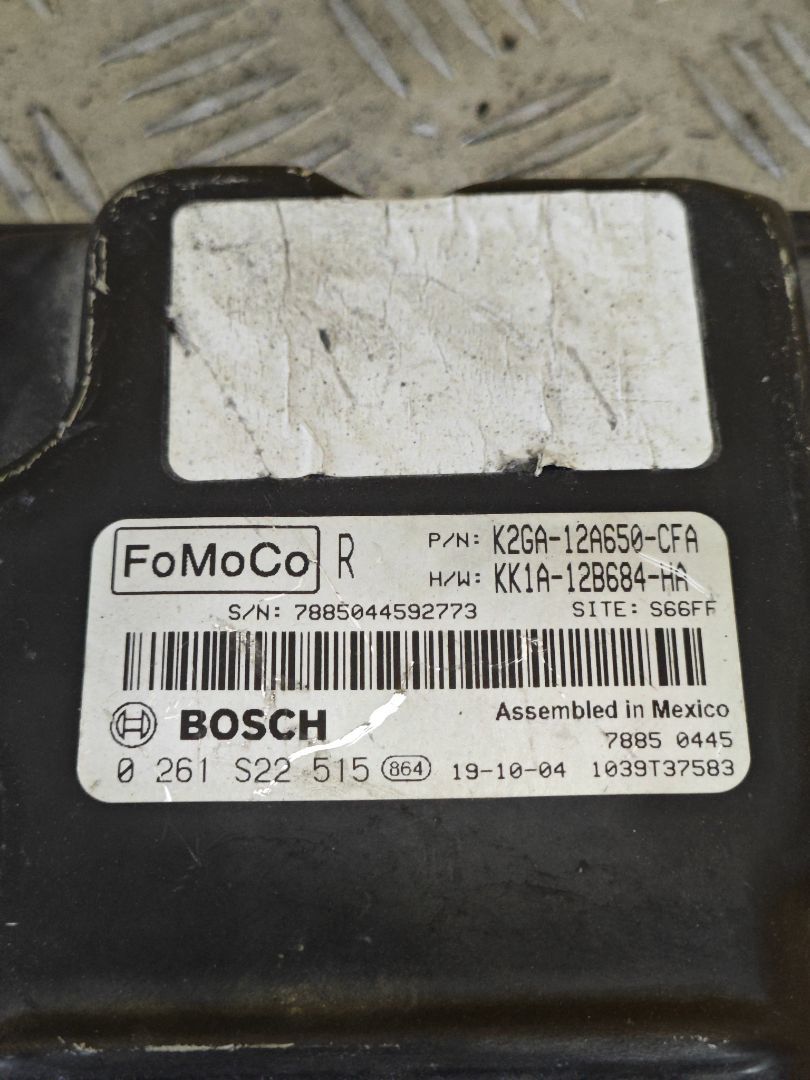 FoMoCo R P/N: K2GA-12A650-CFA
H/W: KK1A-12B684-HA
S/N: 7885044592773 SITE: S66FF
BOSCH Assembled in Mexico
7885 0445
0 261 S22 515 864 19-10-04 1039T37583